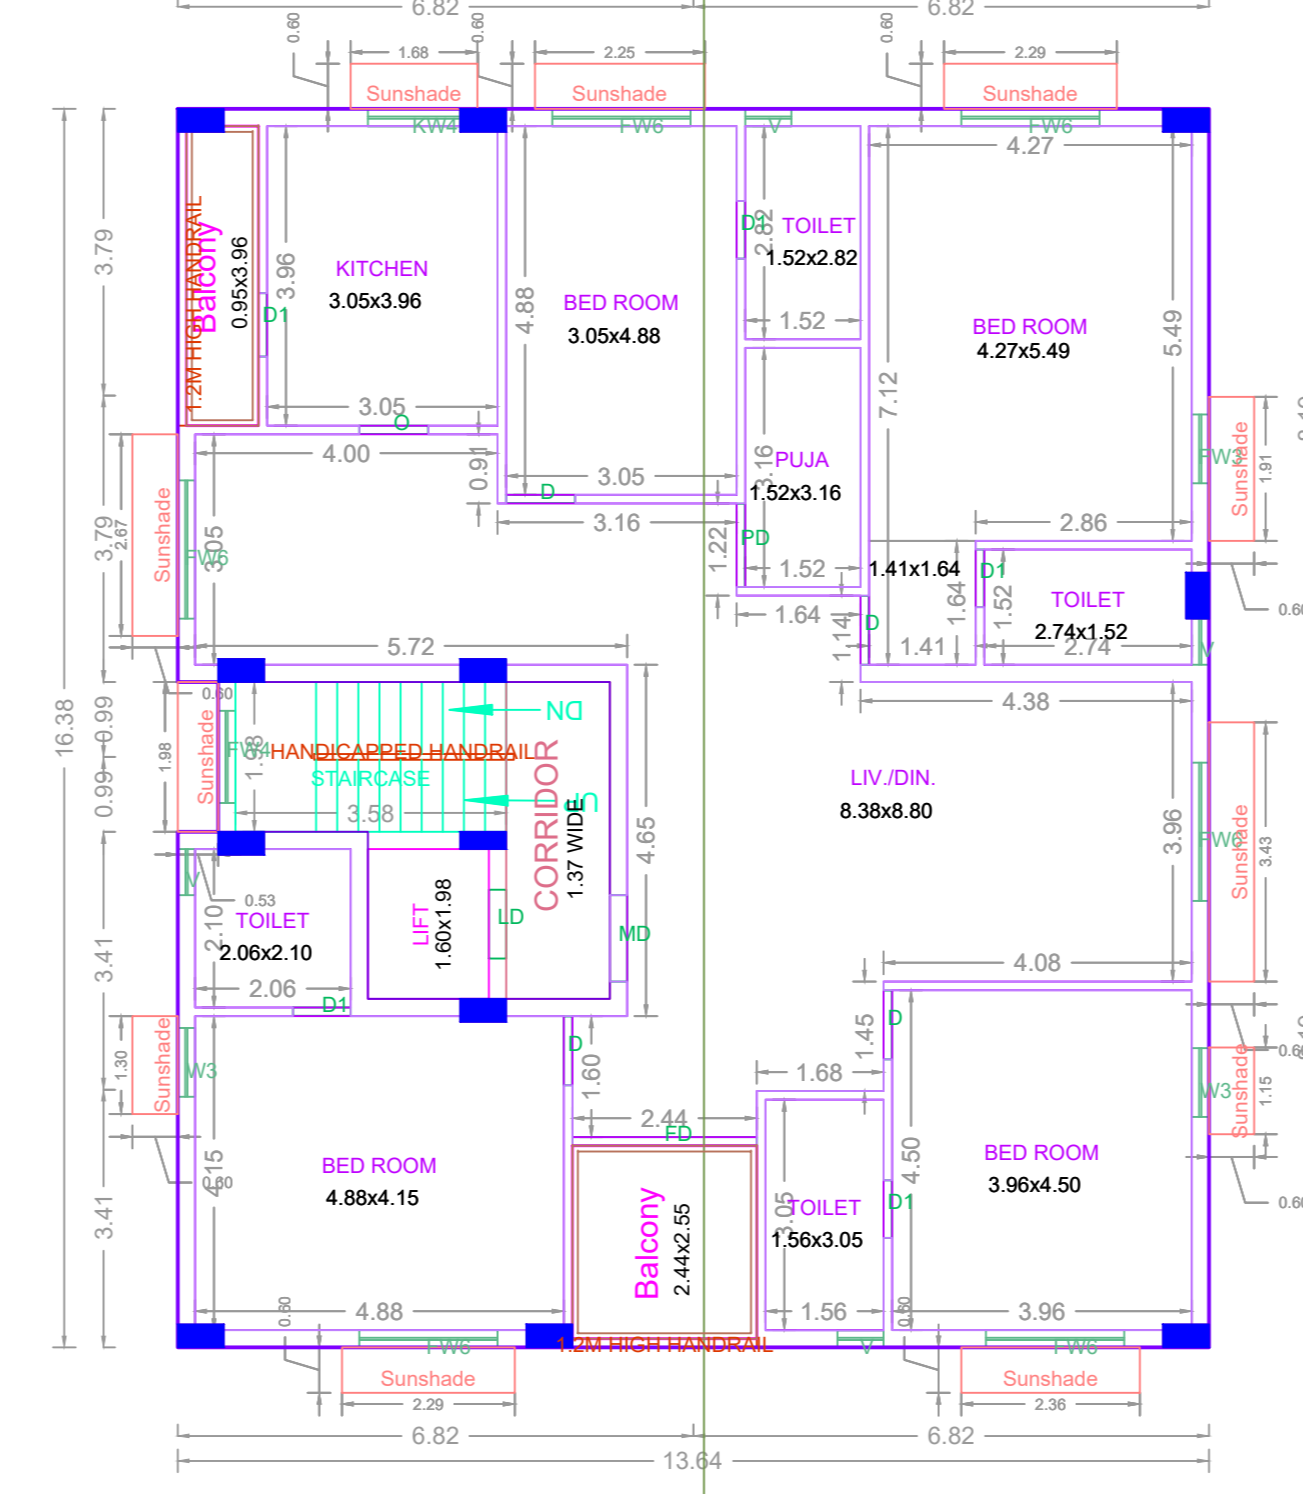 6.82
6.82
0.60
0.60
0.60
1.68
2.25
2.29
Sunshade
Sunshade
Sunshade
KW4
FW6
V
FW6
4.27
3.79
1.2M HIGH HANDRAIL
Balcony
0.95x3.96
3.96
D1
KITCHEN
3.05x3.96
3.05
O
4.88
BED ROOM
3.05x4.88
3.05
D
D1
2.82
TOILET
1.52x2.82
1.52
BED ROOM
4.27x5.49
5.49
7.12
3.16
PUJA
1.52x3.16
1.52
PD
4.00
0.91
3.16
1.22
1.64
2.86
FW3
Sunshade
1.91
3.79
2.67
Sunshade
FW6
3.05
5.72
1.41x1.64
1.64
D1
1.52
TOILET
2.74x1.52
2.74
1.14
D
1.41
V
0.60
4.38
16.38
0.99
0.99
0.60
1.98
Sunshade
FW4
1.98
HANDICAPPED HANDRAIL
STAIRCASE
3.58
DN
UP
CORRIDOR
1.37 WIDE
4.65
LIV./DIN.
8.38x8.80
3.96
FW6
Sunshade
3.43
V
0.53
2.10
TOILET
2.06x2.10
2.06
D1
LIFT
1.60x1.98
LD
MD
3.41
4.08
D
1.45
1.68
0.60
1.30
Sunshade
W3
D
1.60
2.44
FD
W3
Sunshade
1.15
0.60
0.60
3.41
4.15
BED ROOM
4.88x4.15
4.88
Balcony
2.44x2.55
1.2M HIGH HANDRAIL
3.05
TOILET
1.56x3.05
1.56
D1
4.50
BED ROOM
3.96x4.50
3.96
0.60
0.60
FW6
V
FW6
Sunshade
Sunshade
2.29
2.36
6.82
6.82
13.64